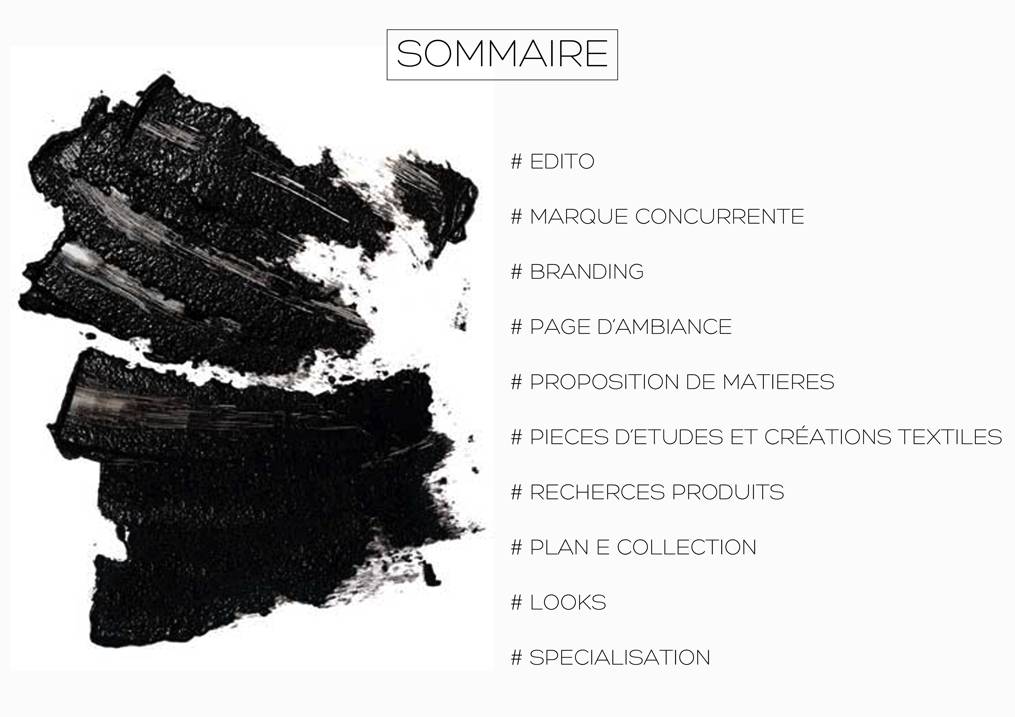 SOMMAIRE
# EDITO
# MARQUE CONCURRENTE
# BRANDING
# PAGE D'AMBIANCE
# PROPOSITION DE MATIERES
# PIECES D'ETUDES ET CRÉATIONS TEXTILES
# RECHERCES PRODUITS
# PLAN E COLLECTION
# LOOKS
# SPECIALISATION